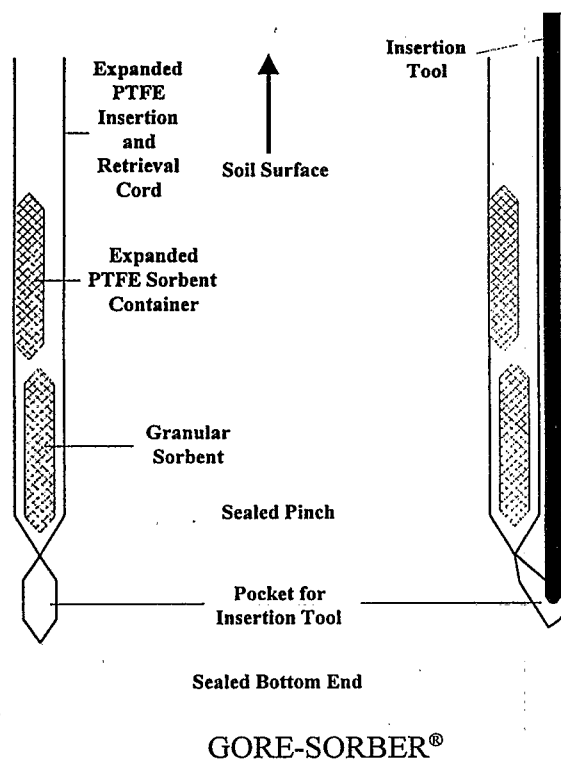 Expanded
PTFE
Insertion
and
Retrieval
Cord
Soil Surface
Insertion
Tool
Expanded
PTFE Sorbent
Container
Granular
Sorbent
Sealed Pinch
Pocket for
Insertion Tool
Sealed Bottom End
GORE-SORBER®